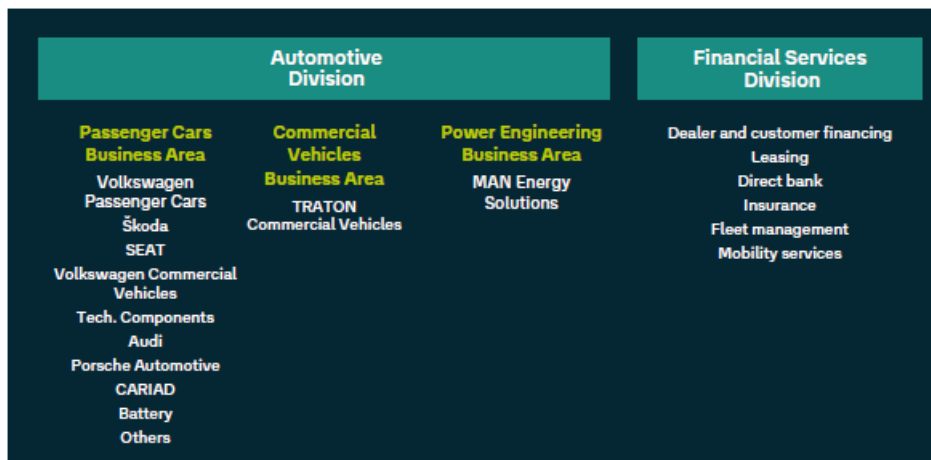 Automotive
Division
Financial Services
Division
Passenger Cars
Business Area
Volkswagen
Passenger Cars
Škoda
SEAT
Volkswagen Commercial
Vehicles
Tech. Components
Audi
Porsche Automotive
CARIAD
Battery
Others
Commercial
Vehicles
Business Area
TRATON
Commercial Vehicles
Power Engineering
Business Area
MAN Energy
Solutions
Dealer and customer financing
Leasing
Direct bank
Insurance
Fleet management
Mobility services